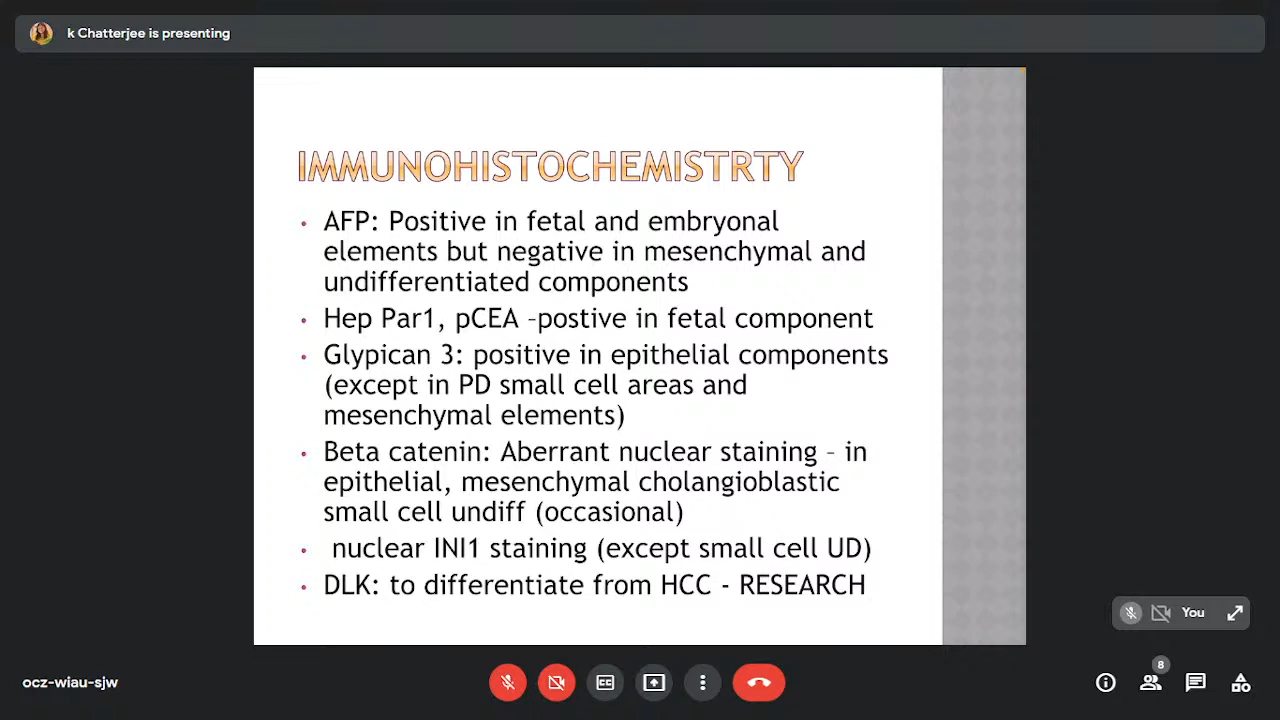 k Chatterjee is presenting
IMMUNOHISTOCHEMISTRTY
• AFP: Positive in fetal and embryonal
elements but negative in mesenchymal and
undifferentiated components
• Hep Par1, pCEA –postive in fetal component
• Glypican 3: positive in epithelial components
(except in PD small cell areas and
mesenchymal elements)
• Beta catenin: Aberrant nuclear staining – in
epithelial, mesenchymal cholangioblastic
small cell undiff (occasional)
• nuclear INI1 staining (except small cell UD)
• DLK: to differentiate from HCC - RESEARCH
You
8
ocz-wiau-sjw
CC